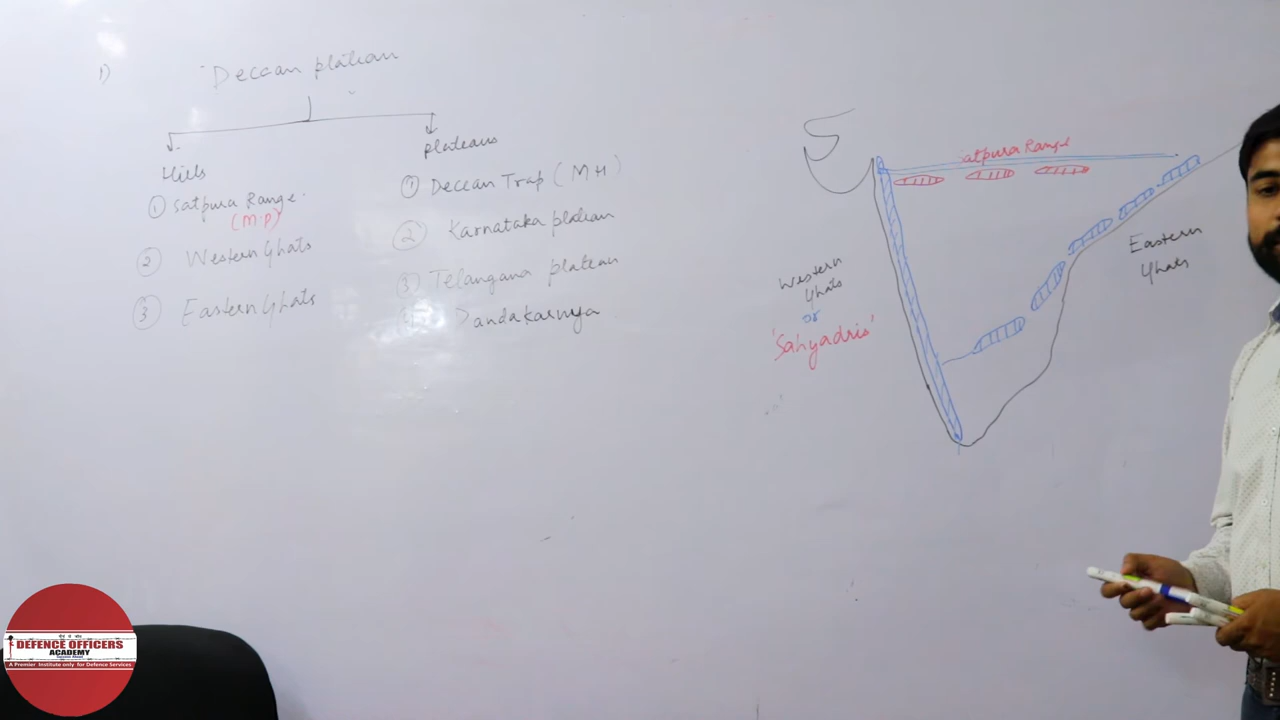 1) Deccan plateau
Hills
① Satpura Range
(M.P)
② Western Ghats
③ Eastern Ghats
Plateaus
① Deccan Trap (MH)
② Karnataka plateau
③ Telangana plateau
Dandakarnya
Satpura Range
Western
Ghats
or
'Sahyadris'
Eastern
Ghats
DEFENCE OFFICERS
ACADEMY
A Premier Institute only for Defence Services